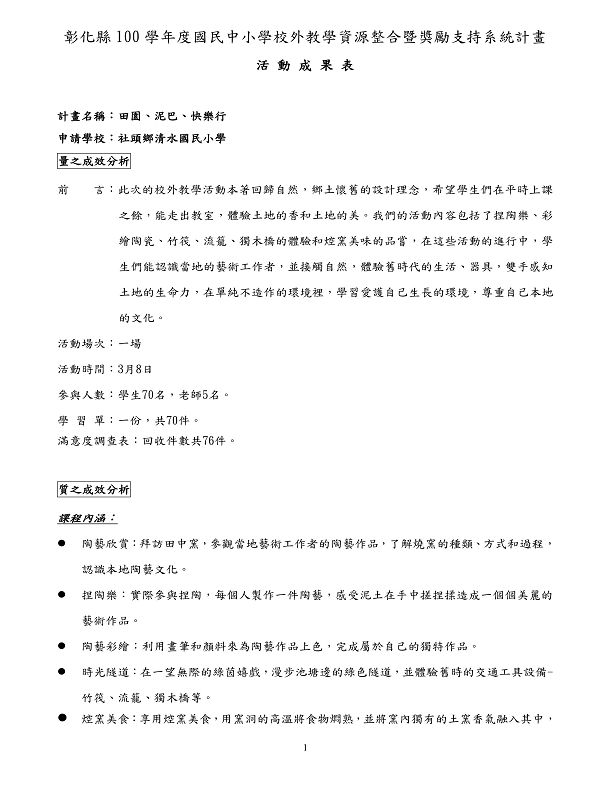 彰化縣 100 學年度國民中小學校外教學資源整合暨獎勵支持系統計畫
活 動 成 果 表
計畫名稱：田園、泥巴、快樂行
申請學校：社頭鄉清水國民小學
量之成效分析
前　　言：此次的校外教學活動本著回歸自然，鄉土懷舊的設計理念，希望學生們在平時上課
之餘，能走出教室，體驗土地的香和土地的美。我們的活動內容包括了捏陶樂、彩
繪陶瓷、竹筏、流籠、獨木橋的體驗和焢窯美味的品嘗，在這些活動的進行中，學
生們能認識當地的藝術工作者，並接觸自然，體驗舊時代的生活、器具，雙手感知
土地的生命力，在單純不造作的環境裡，學習愛護自己生長的環境，尊重自己本地
的文化。
活動場次：一場
活動時間：3月8日
參與人數：學生70名，老師5名。
學 習 單：一份，共70件。
滿意度調查表：回收件數共76件。
質之成效分析
課程內涵：
● 陶藝欣賞：拜訪田中窯，參觀當地藝術工作者的陶藝作品，了解燒窯的種類、方式和過程，
認識本地陶藝文化。
● 捏陶樂：實際參與捏陶，每個人製作一件陶藝，感受泥土在手中搓捏揉造成一個個美麗的
藝術作品。
● 陶藝彩繪：利用畫筆和顏料來為陶藝作品上色，完成屬於自己的獨特作品。
● 時光隧道：在一望無際的綠茵嬉戲，漫步池塘邊的綠色隧道，並體驗舊時的交通工具設備-
竹筏、流籠、獨木橋等。
● 焢窯美食：享用焢窯美食，用窯洞的高溫將食物燜熟，並將窯內獨有的土窯香氣融入其中，
1